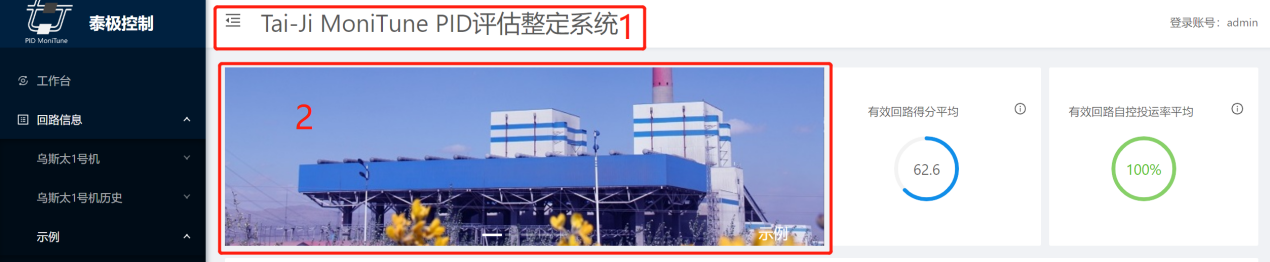 PID MoniTune
泰极控制
Tai-Ji MoniTune PID评估整定系统
1
登录账号：admin
工作台
回路信息
乌斯太1号机
乌斯太1号机历史
示例
2
示例
有效回路得分平均
62.6
有效回路自控投运率平均
100%